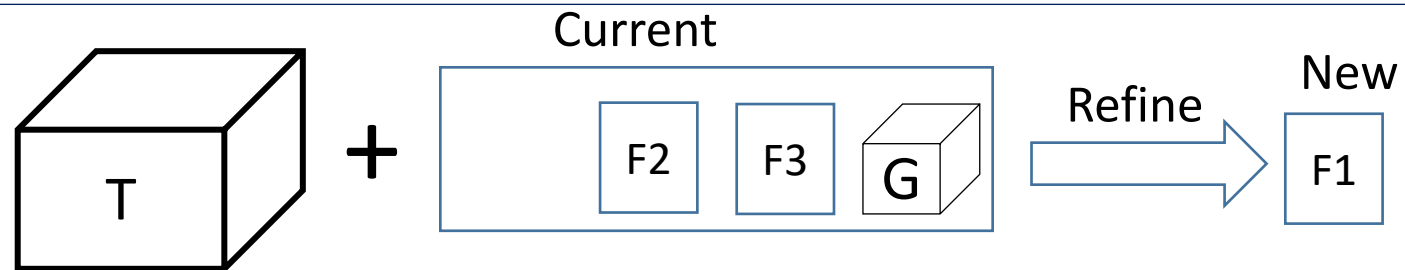 Current
New
Refine
T
+
F2
F3
G
F1